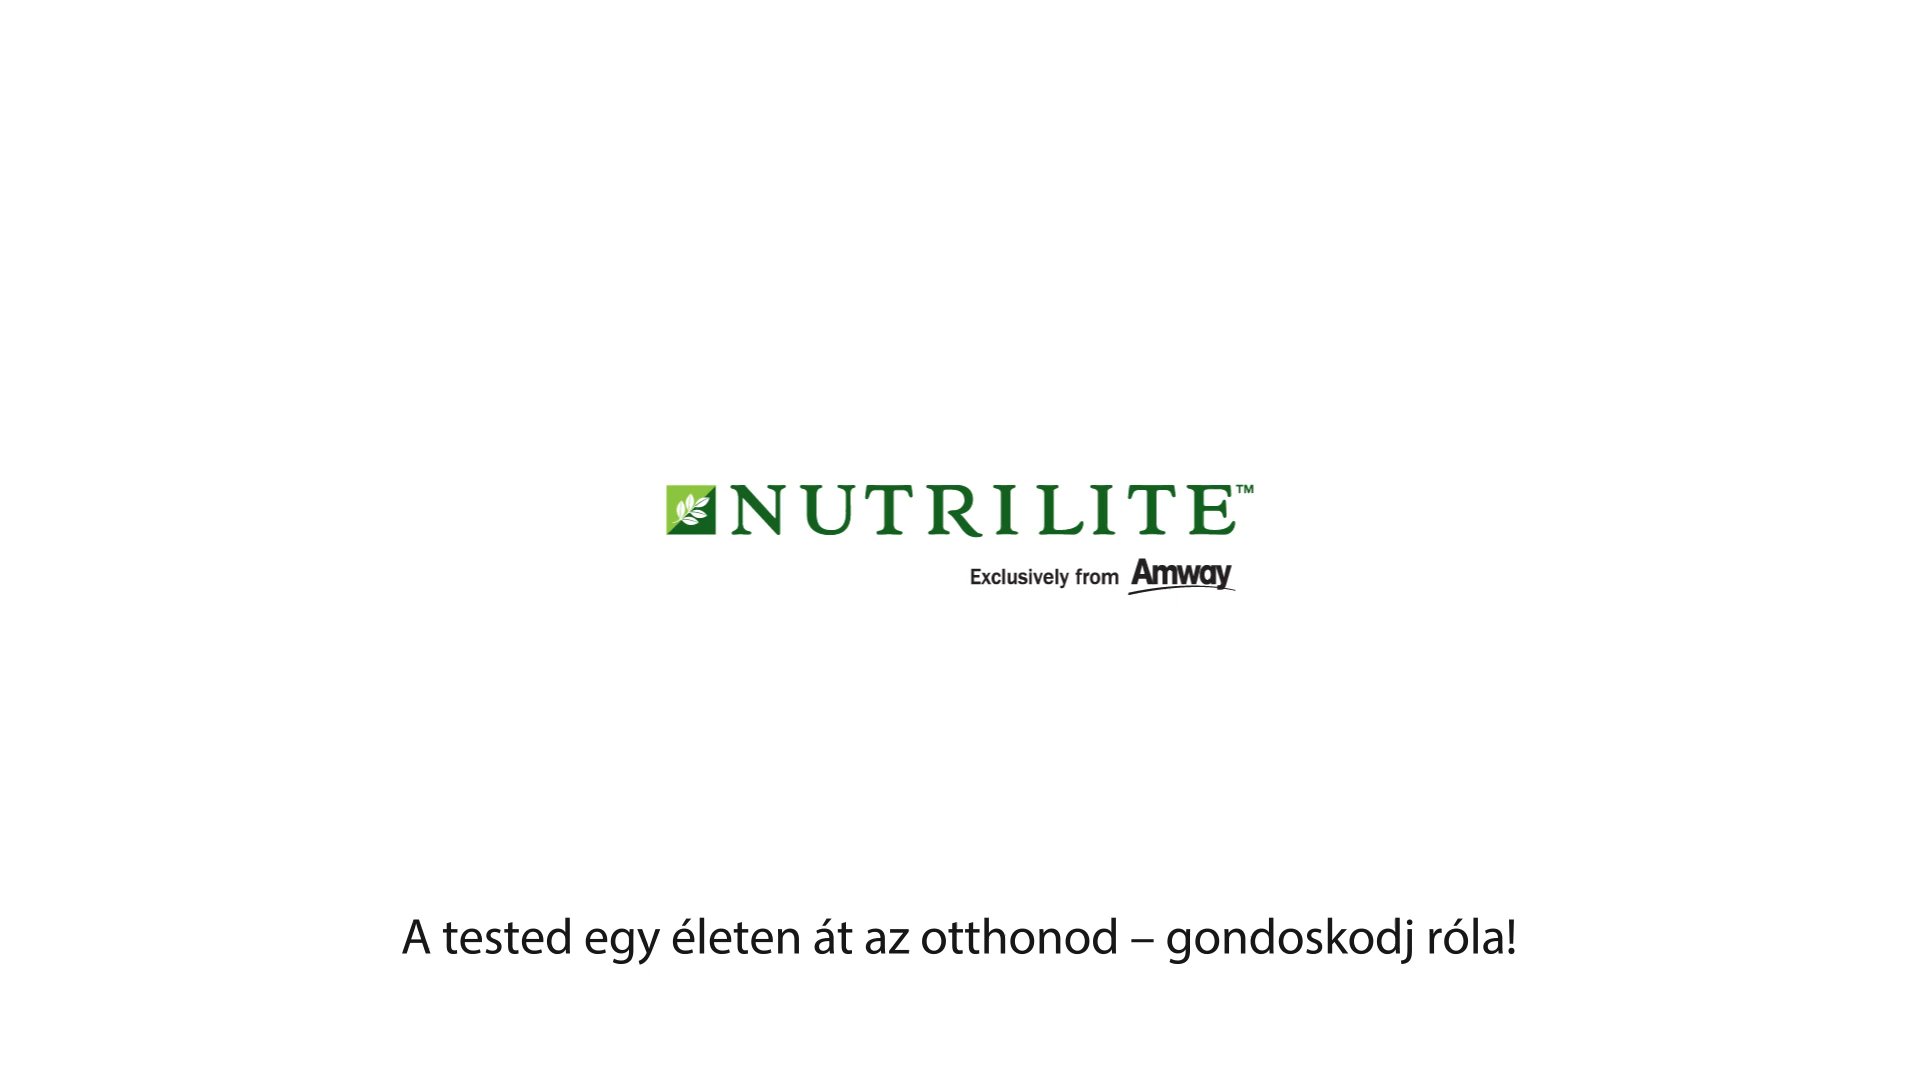 NUTRILITE™
Exclusively from Amway
A tested egy életen át az otthonod – gondoskodj róla!